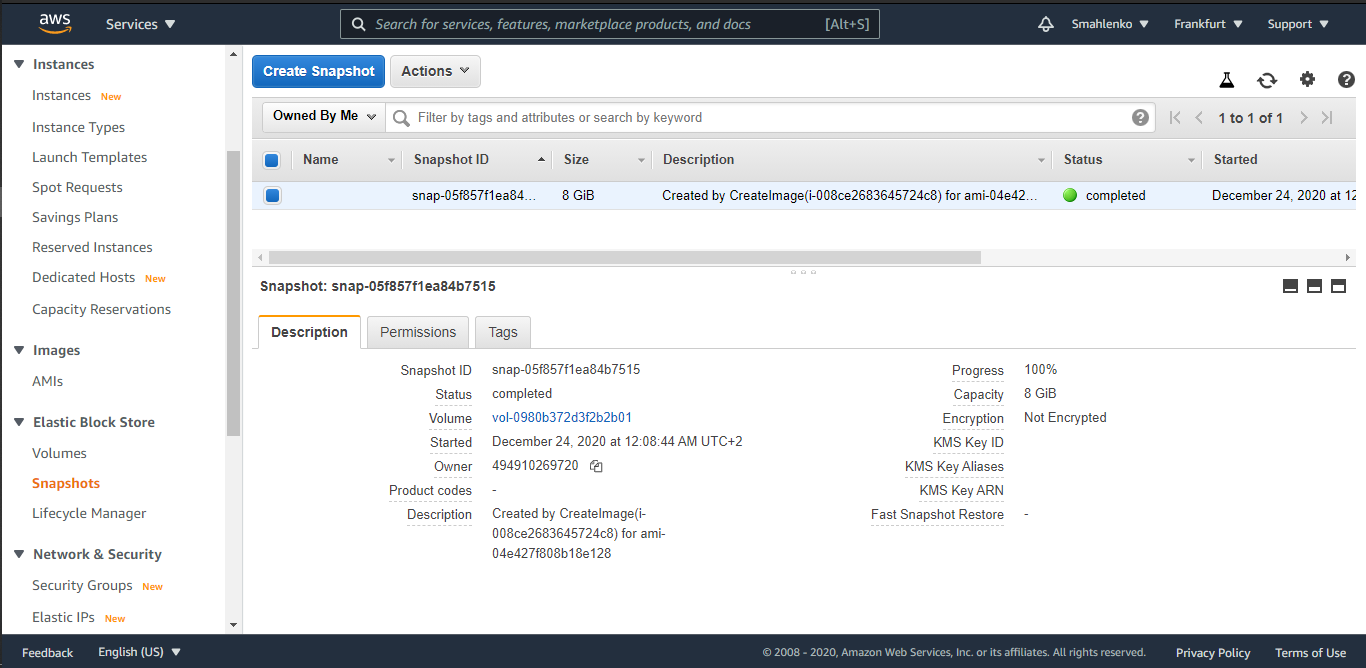 aws
Services
Search for services, features, marketplace products, and docs [Alt+S]
Smahlenko
Frankfurt
Support
Instances
Instances New
Instance Types
Launch Templates
Spot Requests
Savings Plans
Reserved Instances
Dedicated Hosts New
Capacity Reservations
Images
AMIs
Elastic Block Store
Volumes
Snapshots
Lifecycle Manager
Network & Security
Security Groups New
Elastic IPs New
Create Snapshot
Actions
Owned By Me
Filter by tags and attributes or search by keyword
1 to 1 of 1
Name Snapshot ID Size Description Status Started
snap-05f857f1ea84... 8 GiB Created by CreateImage(i-008ce2683645724c8) for ami-04e42... completed December 24, 2020 at 12
Snapshot: snap-05f857f1ea84b7515
Description Permissions Tags
Snapshot ID snap-05f857f1ea84b7515
Status completed
Volume vol-0980b372d3f2b2b01
Started December 24, 2020 at 12:08:44 AM UTC+2
Owner 494910269720
Product codes -
Description Created by CreateImage(i-
008ce2683645724c8) for ami-
04e427f808b18e128
Progress 100%
Capacity 8 GiB
Encryption Not Encrypted
KMS Key ID
KMS Key Aliases
KMS Key ARN
Fast Snapshot Restore -
Feedback
English (US)
© 2008 - 2020, Amazon Web Services, Inc. or its affiliates. All rights reserved.
Privacy Policy
Terms of Use